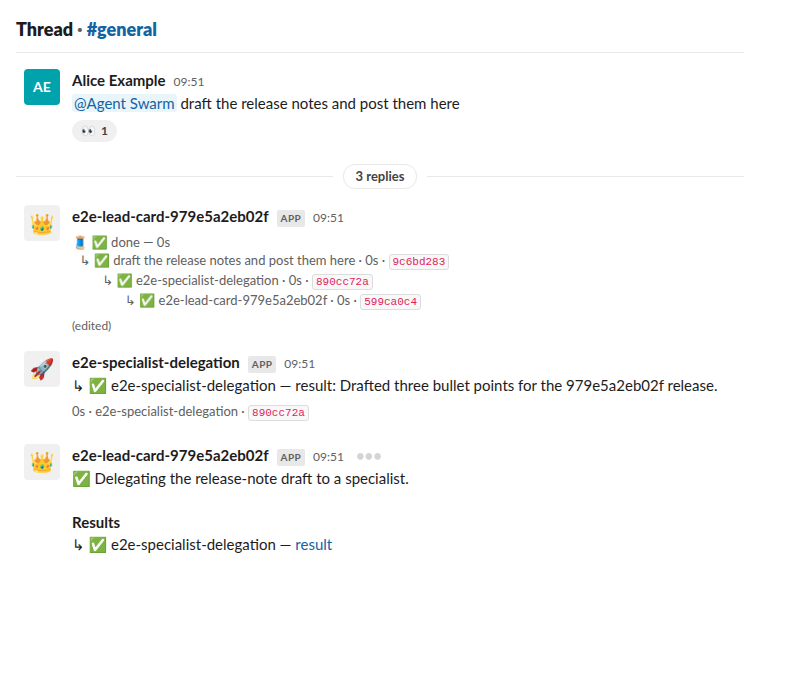 Thread • #general
AE
Alice Example 09:51
@Agent Swarm draft the release notes and post them here
👀 1
3 replies
e2e-lead-card-979e5a2eb02f APP 09:51
🧵 ✅ done — 0s
↳ ✅ draft the release notes and post them here · 0s · 9c6bd283
↳ ✅ e2e-specialist-delegation · 0s · 890cc72a
↳ ✅ e2e-lead-card-979e5a2eb02f · 0s · 599ca0c4
(edited)
e2e-specialist-delegation APP 09:51
↳ ✅ e2e-specialist-delegation — result: Drafted three bullet points for the 979e5a2eb02f release.
0s · e2e-specialist-delegation · 890cc72a
e2e-lead-card-979e5a2eb02f APP 09:51
✅ Delegating the release-note draft to a specialist.
Results
↳ ✅ e2e-specialist-delegation — result